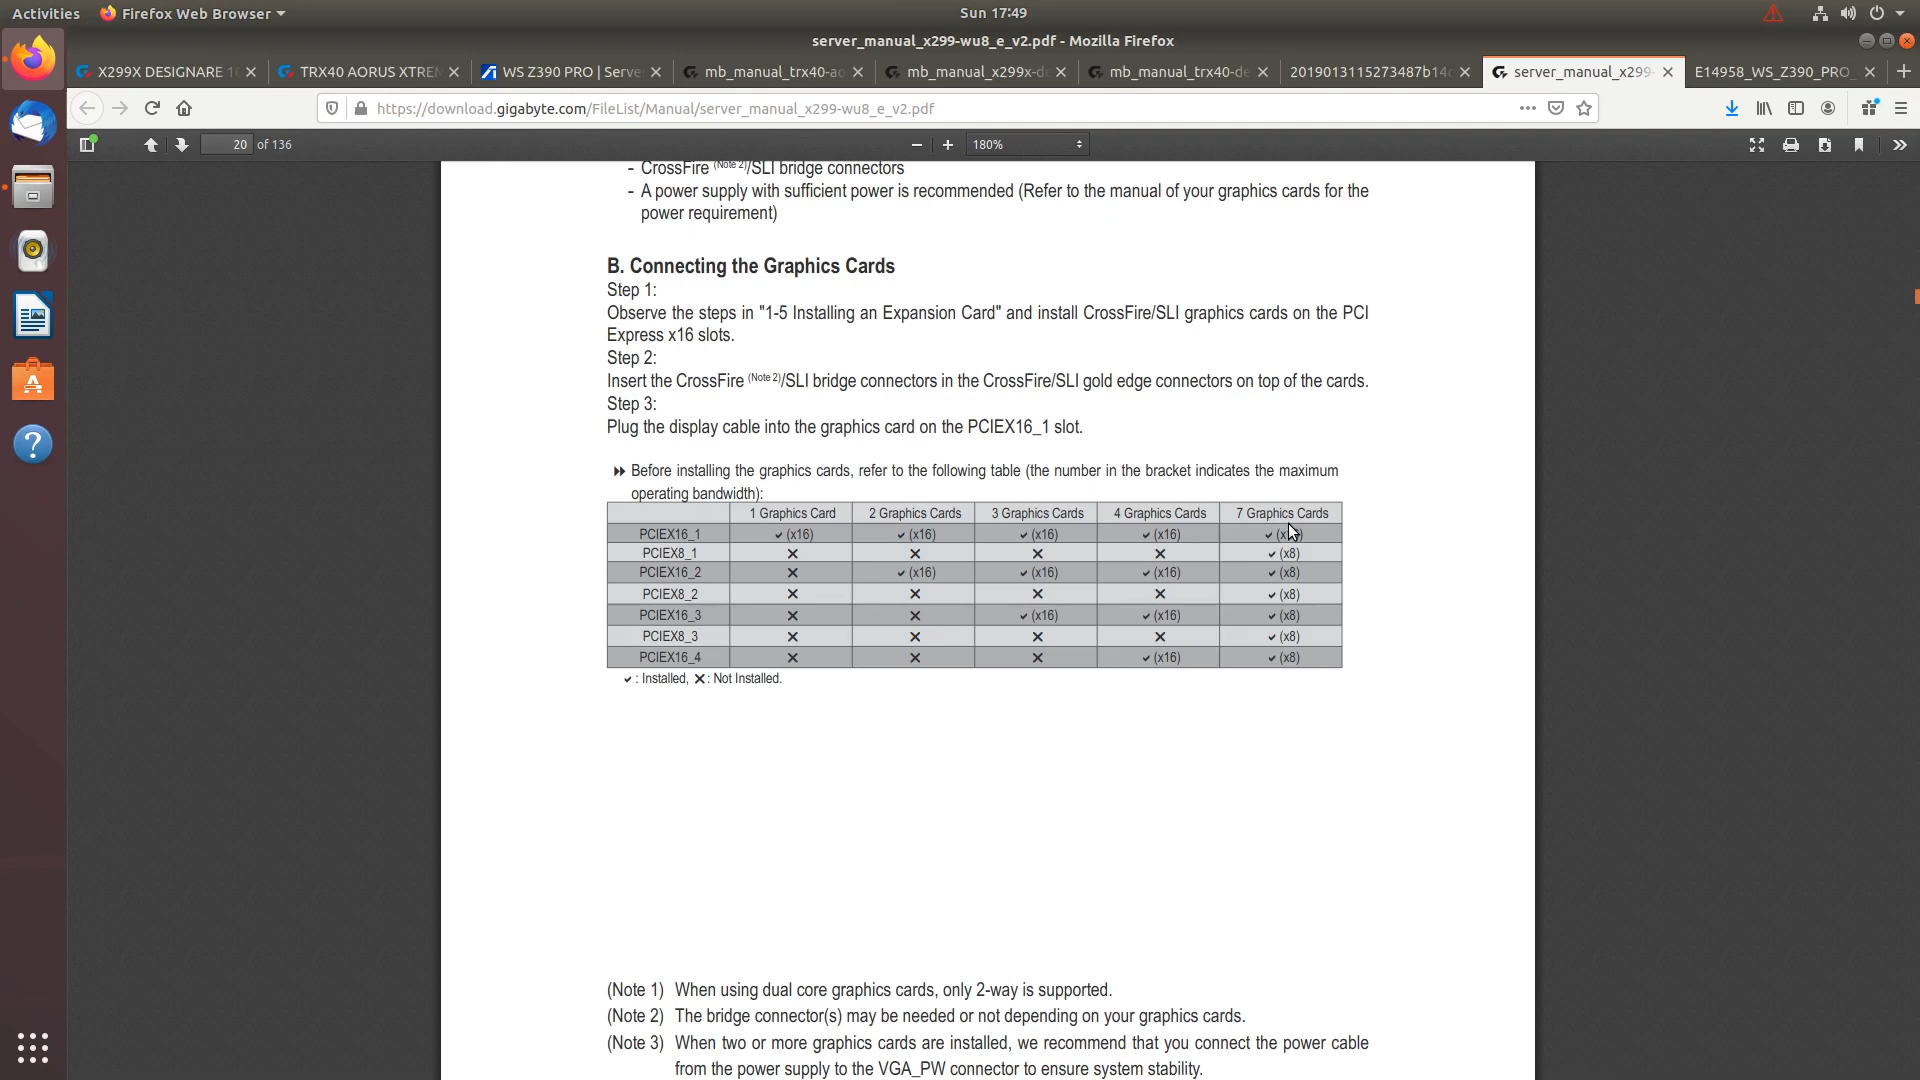 Activities Firefox Web Browser Sun 17:49
server_manual_x299-wu8_e_v2.pdf - Mozilla Firefox
X299X DESIGNARE 1 TRX40 AORUS XTREM WS Z390 PRO | Serve mb_manual_trx40-ao mb_manual_x299x-d mb_manual_trx40-de 2019013115273487b14 server_manual_x299- E14958_WS_Z390_PRO_
https://download.gigabyte.com/FileList/Manual/server_manual_x299-wu8_e_v2.pdf
20 of 136 180%
- CrossFire (Note 2)/SLI bridge connectors
- A power supply with sufficient power is recommended (Refer to the manual of your graphics cards for the
power requirement)
B. Connecting the Graphics Cards
Step 1:
Observe the steps in "1-5 Installing an Expansion Card" and install CrossFire/SLI graphics cards on the PCI
Express x16 slots.
Step 2:
Insert the CrossFire (Note 2)/SLI bridge connectors in the CrossFire/SLI gold edge connectors on top of the cards.
Step 3:
Plug the display cable into the graphics card on the PCIEX16_1 slot.
Before installing the graphics cards, refer to the following table (the number in the bracket indicates the maximum
operating bandwidth):
1 Graphics Card 2 Graphics Cards 3 Graphics Cards 4 Graphics Cards 7 Graphics Cards
PCIEX16_1 ✓ (x16) ✓ (x16) ✓ (x16) ✓ (x16) ✓
PCIEX8_1 ✕ ✕ ✕ ✕ ✓ (x8)
PCIEX16_2 ✕ ✓ (x16) ✓ (x16) ✓ (x16) ✓ (x8)
PCIEX8_2 ✕ ✕ ✕ ✕ ✓ (x8)
PCIEX16_3 ✕ ✕ ✓ (x16) ✓ (x16) ✓ (x8)
PCIEX8_3 ✕ ✕ ✕ ✕ ✓ (x8)
PCIEX16_4 ✕ ✕ ✕ ✓ (x16) ✓ (x8)
✓ : Installed, ✕ : Not Installed.
(Note 1) When using dual core graphics cards, only 2-way is supported.
(Note 2) The bridge connector(s) may be needed or not depending on your graphics cards.
(Note 3) When two or more graphics cards are installed, we recommend that you connect the power cable
from the power supply to the VGA_PW connector to ensure system stability.